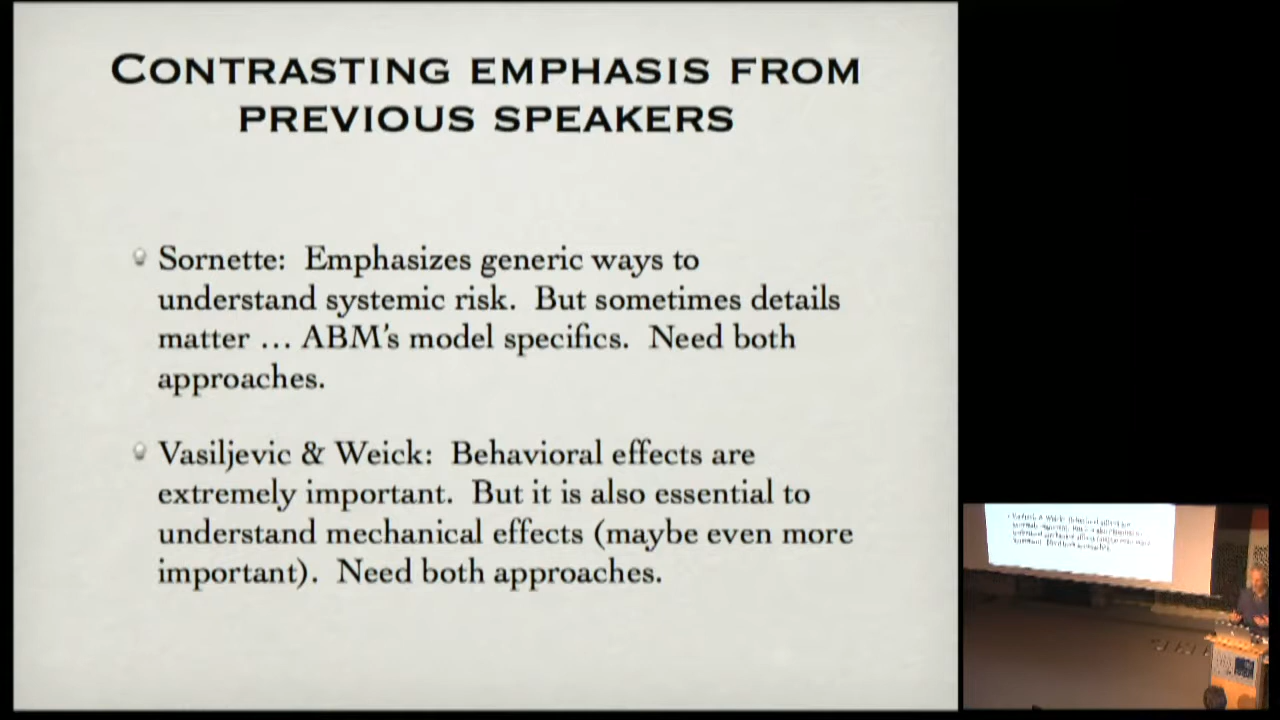 CONTRASTING EMPHASIS FROM
PREVIOUS SPEAKERS
Sornette: Emphasizes generic ways to
understand systemic risk. But sometimes details
matter … ABM's model specifics. Need both
approaches.
Vasiljevic & Weick: Behavioral effects are
extremely important. But it is also essential to
understand mechanical effects (maybe even more
important). Need both approaches.